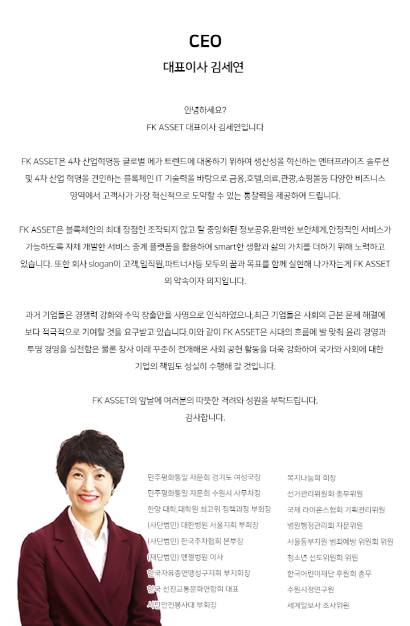 CEO
대표이사 김세연
안녕하세요?
FK ASSET 대표이사 김세연입니다
FK ASSET은 4차 산업혁명등 글로벌 메가 트렌드에 대응하기 위하여 생산성을 혁신하는 엔터프라이즈 솔루션
및 4차 산업 혁명을 견인하는 블록체인 IT 기술력을 바탕으로 금융,호텔,의료,관광,쇼핑몰등 다양한 비즈니스
영역에서 고객사가 가장 혁신적으로 도약할 수 있는 통찰력을 제공하여 드립니다.
FK ASSET은 블록체인의 최대 장점인 조작되지 않고 탈 중앙화된 정보공유,완벽한 보안체계,안정적인 서비스가
가능하도록 자체 개발한 서비스 중계 플랫폼을 활용하여 smart한 생활과 삶의 가치를 더하기 위해 노력하고
있습니다. 또한 회사 slogan이 고객,임직원,파트너사등 모두의 꿈과 목표를 함께 실현해 나가자는게 FK ASSET
의 약속이자 의지입니다.
과거 기업들은 경쟁력 강화와 수익 창출만을 사명으로 인식하였으나,최근 기업들은 사회의 근본 문제 해결에
보다 적극적으로 기여할 것을 요구받고 있습니다.이와 같이 FK ASSET은 시대의 흐름에 발 맞춰 윤리 경영과
투명 경영을 실천함은 물론 창사 이래 꾸준히 전개해온 사회 공헌 활동을 더욱 강화하여 국가와 사회에 대한
기업의 책임도 성실히 수행해 갈 것입니다.
FK ASSET의 앞날에 여러분의 따뜻한 격려와 성원을 부탁드립니다.
감사합니다.
민주평화통일 자문회 경기도 여성국장
민주평화통일 자문회 수원시 사무차장
한양 대학,대학원 최고위 정책과정 부회장
(사단법인) 대한병원 서울지회 부회장
(사단법인) 한국주차협회 본부장
(재단법인) 엔젤병원 이사
한국자유총연맹성구지회 부지회장
한국 선진교통문화연합회 대표
시민안전봉사대 부회장
복지나눔회 회장
선거관리위원회 총무위원
국제 라이온스협회 기획관리위원
병원행정관리회 자문위원
서울동부지원 범죄예방 위원회 위원
청소년 선도위원회 위원
한국어린이재단 후원회 총무
수원시정연구원
세계일보사 조사위원